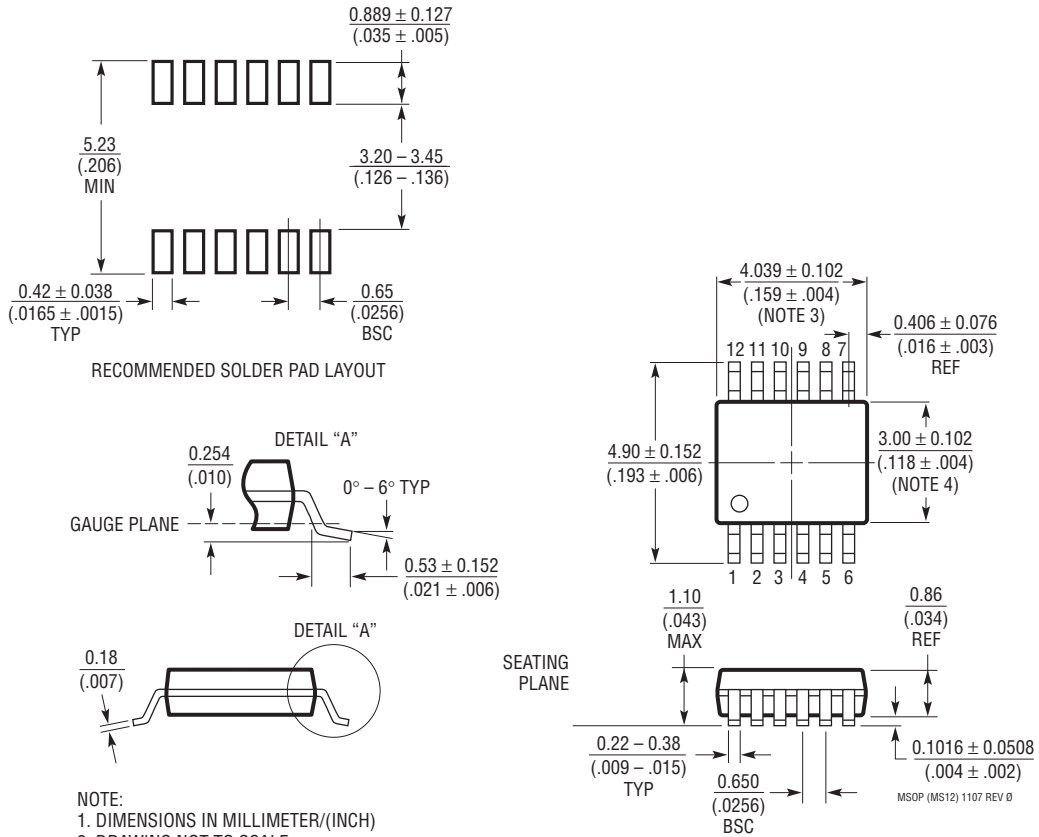 0.889 ± 0.127
(.035 ± .005)
5.23
(.206)
MIN
3.20 – 3.45
(.126 – .136)
0.42 ± 0.038
(.0165 ± .0015)
TYP
0.65
(.0256)
BSC
RECOMMENDED SOLDER PAD LAYOUT
4.039 ± 0.102
(.159 ± .004)
(NOTE 3)
0.406 ± 0.076
(.016 ± .003)
REF
12 11 10 9 8 7
4.90 ± 0.152
(.193 ± .006)
3.00 ± 0.102
(.118 ± .004)
(NOTE 4)
1 2 3 4 5 6
DETAIL “A”
0.254
(.010)
0° – 6° TYP
GAUGE PLANE
0.53 ± 0.152
(.021 ± .006)
DETAIL “A”
0.18
(.007)
SEATING
PLANE
1.10
(.043)
MAX
0.86
(.034)
REF
0.22 – 0.38
(.009 – .015)
TYP
0.650
(.0256)
BSC
0.1016 ± 0.0508
(.004 ± .002)
MSOP (MS12) 1107 REV Ø
NOTE:
1. DIMENSIONS IN MILLIMETER/(INCH)
2. DRAWING NOT TO SCALE